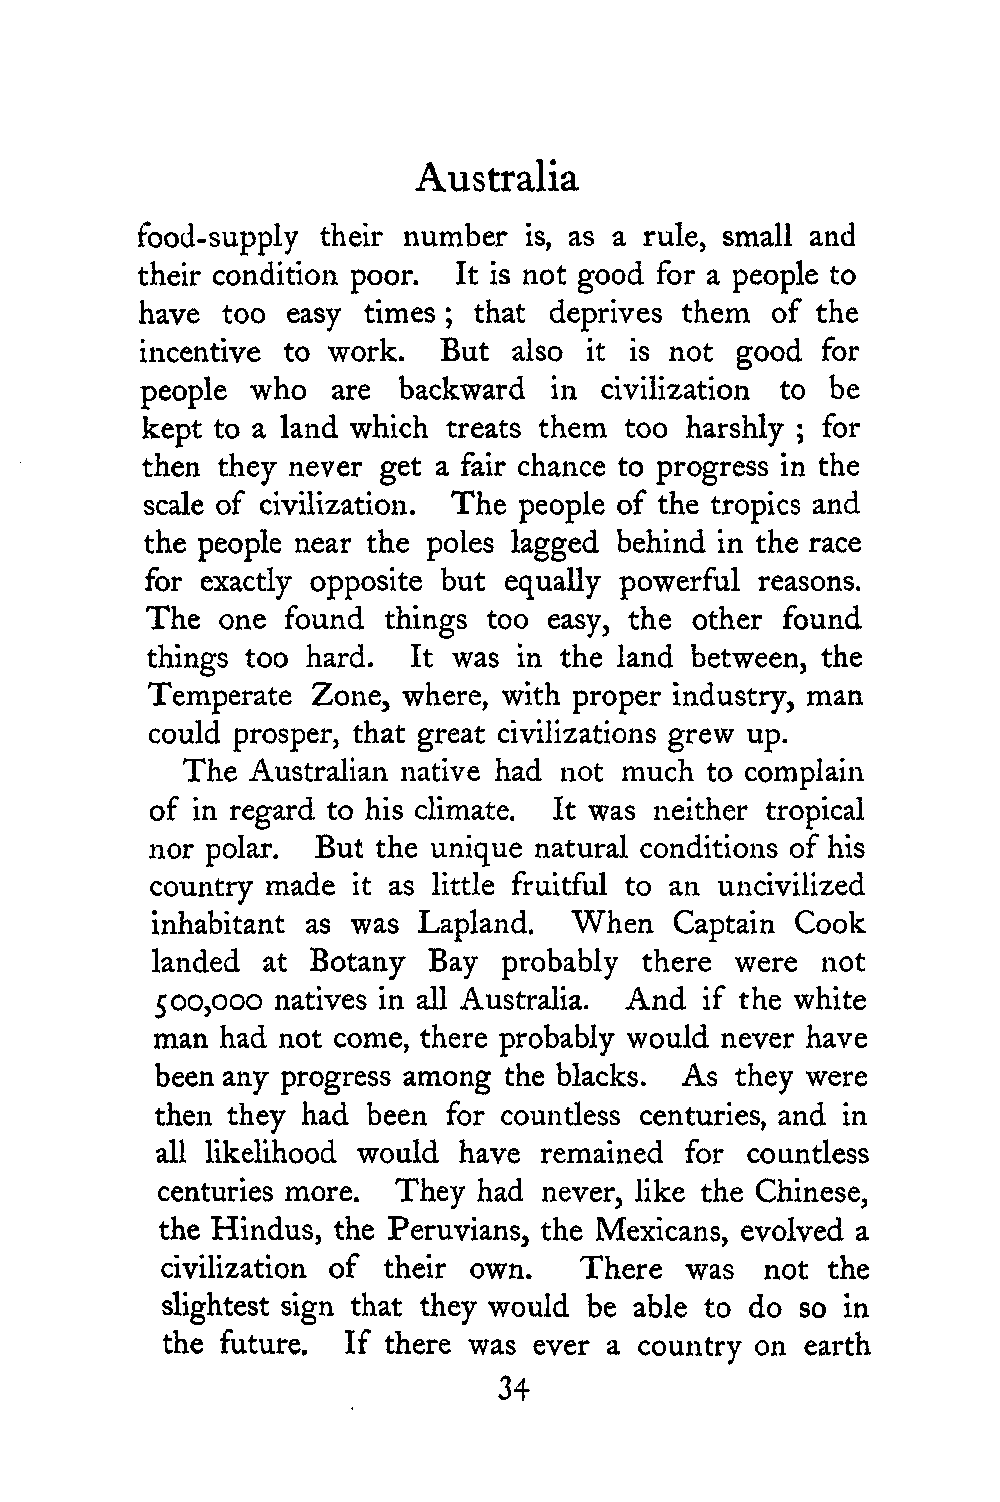 Australia
food-supply their number is, as a rule, small and
their condition poor. It is not good for a people to
have too easy times ; that deprives them of the
incentive to work. But also it is not good for
people who are backward in civilization to be
kept to a land which treats them too harshly ; for
then they never get a fair chance to progress in the
scale of civilization. The people of the tropics and
the people near the poles lagged behind in the race
for exactly opposite but equally powerful reasons.
The one found things too easy, the other found
things too hard. It was in the land between, the
Temperate Zone, where, with proper industry, man
could prosper, that great civilizations grew up.
The Australian native had not much to complain
of in regard to his climate. It was neither tropical
nor polar. But the unique natural conditions of his
country made it as little fruitful to an uncivilized
inhabitant as was Lapland. When Captain Cook
landed at Botany Bay probably there were not
500,000 natives in all Australia. And if the white
man had not come, there probably would never have
been any progress among the blacks. As they were
then they had been for countless centuries, and in
all likelihood would have remained for countless
centuries more. They had never, like the Chinese,
the Hindus, the Peruvians, the Mexicans, evolved a
civilization of their own. There was not the
slightest sign that they would be able to do so in
the future. If there was ever a country on earth
34